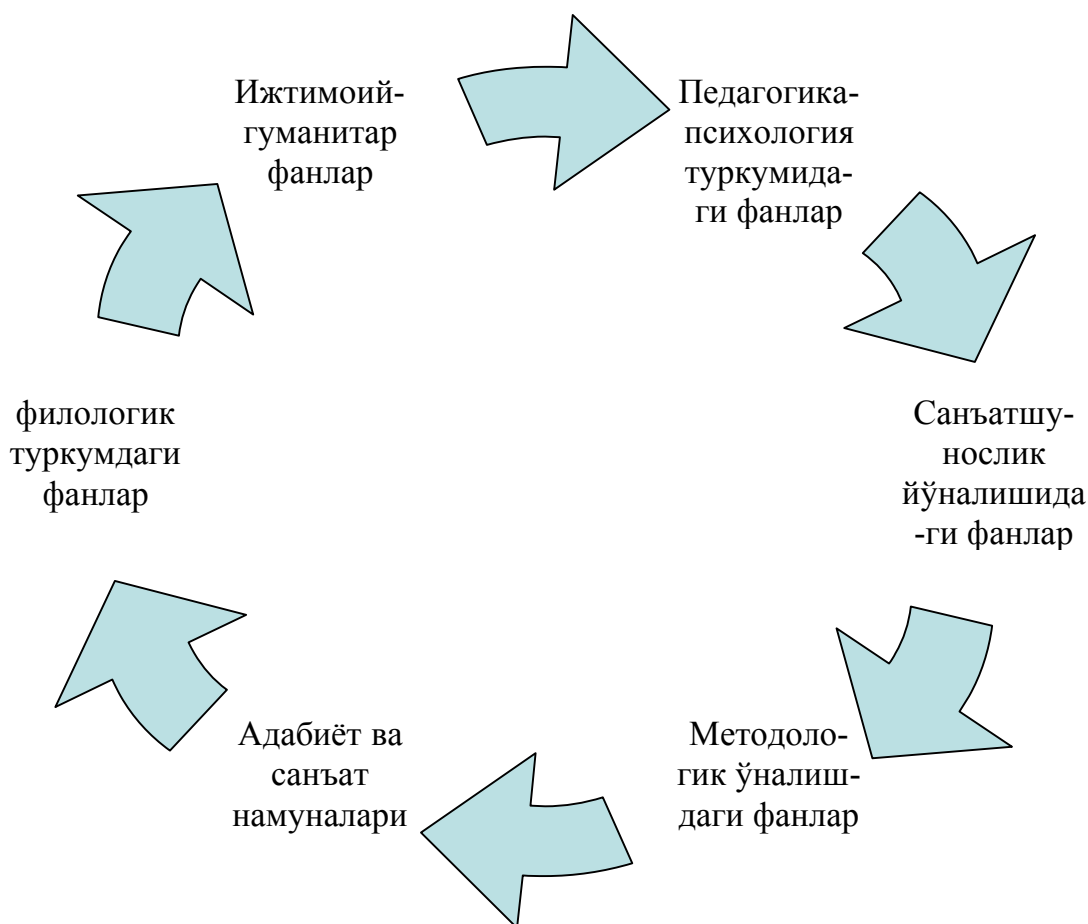 Ижтимоий-
гуманитар
фанлар
Педагогика-
психология
туркумида-
ги фанлар
Санъатшу-
нослик
йўналишида
-ги фанлар
Методоло-
гик ўналиш-
даги фанлар
Адабиёт ва
санъат
намуналари
филологик
туркумдаги
фанлар